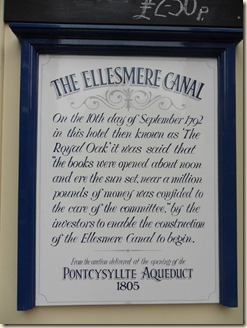 £2.50p.
THE ELLESMERE CANAL
On the 10th day of September 1792
in this hotel then known as 'The
Royal Oak' it was said that
"the books were opened about noon
and ere the sun set, near a million
pounds of money was confided to
the care of the committee," by the
investors to enable the construction
of the Ellesmere Canal to begin.
From the oration delivered at the opening of the
PONTCYSYLLTE AQUEDUCT
1805